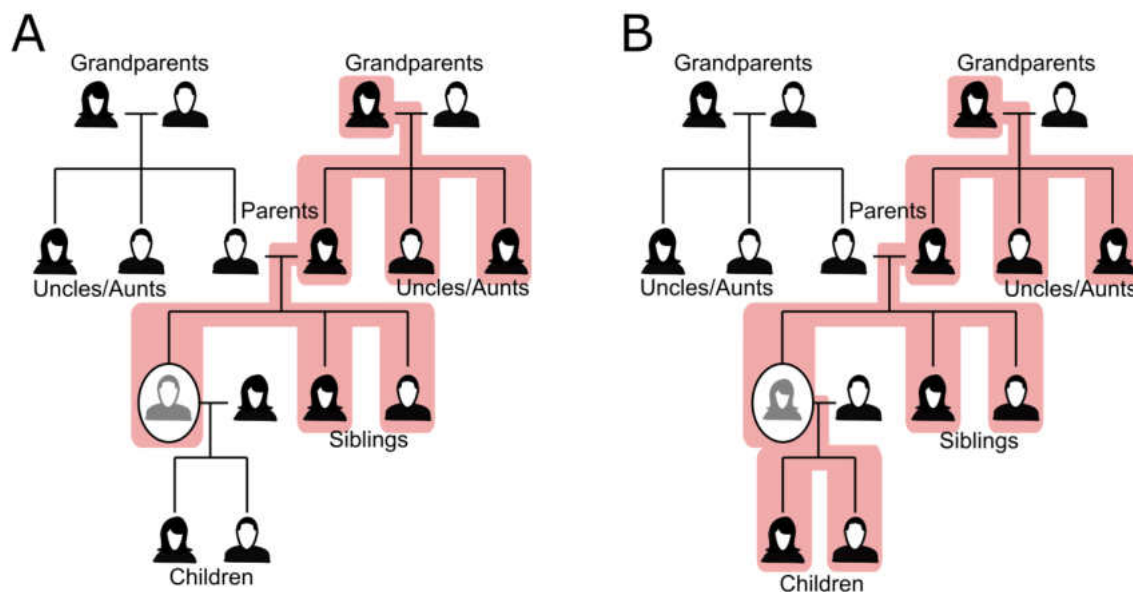 A
Grandparents
Grandparents
Parents
Uncles/Aunts
Uncles/Aunts
Siblings
Children
B
Grandparents
Grandparents
Parents
Uncles/Aunts
Uncles/Aunts
Siblings
Children